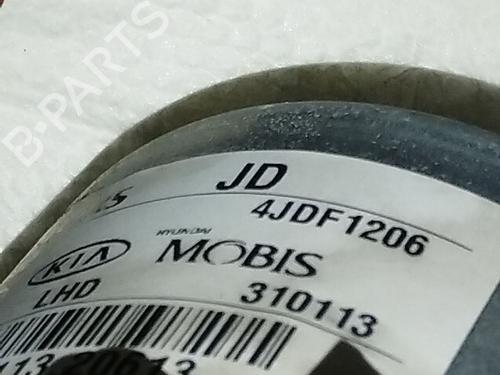 B-PARTS
JD
4JDF1206
KIA
HYUNDAI
MOBIS
LHD
310113